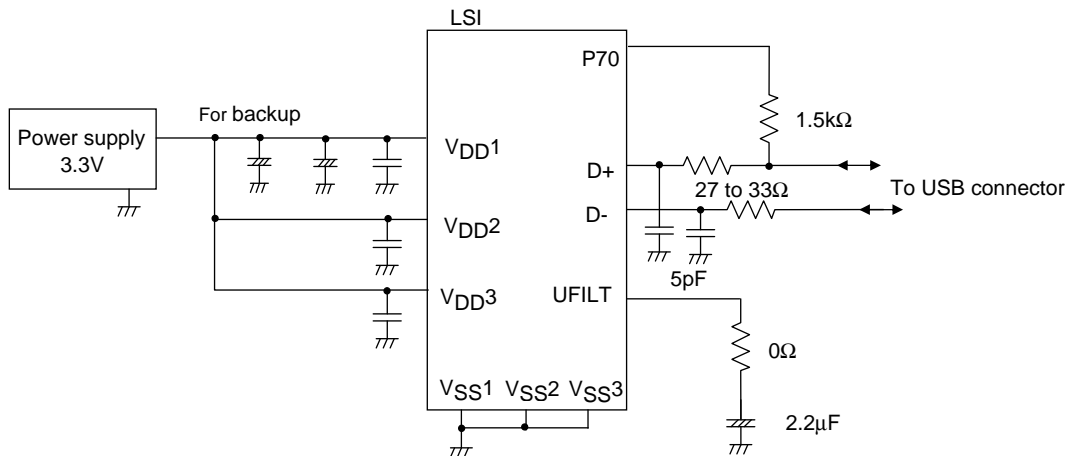 LSI
P70
For backup
Power supply
3.3V
1.5kΩ
VDD1
D+
27 to 33Ω
To USB connector
D-
VDD2
5pF
VDD3
UFILT
0Ω
VSS1 VSS2 VSS3
2.2μF